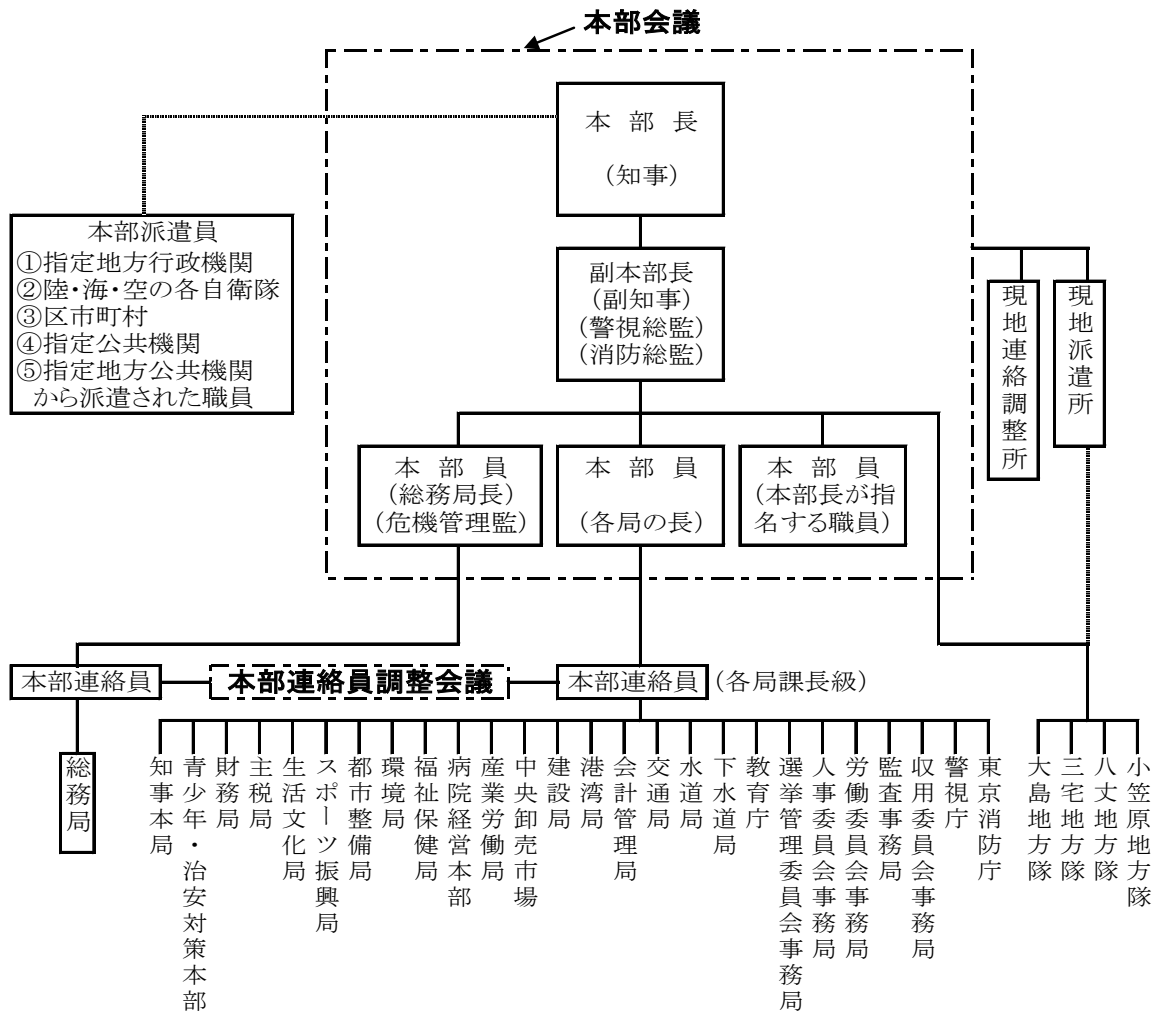 本部会議
本 部 長
（知事）
本部派遣員
①指定地方行政機関
②陸・海・空の各自衛隊
③区市町村
④指定公共機関
⑤指定地方公共機関
から派遣された職員
副本部長
（副知事）
（警視総監）
（消防総監）
現地連絡調整所
現地派遣所
本 部 員
（総務局長）
（危機管理監）
本 部 員
（各局の長）
本 部 員
（本部長が指
名する職員）
本部連絡員
本部連絡員調整会議
本部連絡員
（各局課長級）
総務局
知事本局
青少年・治安対策本部
財務局
主税局
生活文化局
スポーツ振興局
都市整備局
環境局
福祉保健局
病院経営本部
産業労働局
中央卸売市場
建設局
港湾局
会計管理局
交通局
水道局
下水道局
教育庁
選挙管理委員会事務局
人事委員会事務局
労働委員会事務局
監査事務局
収用委員会事務局
警視庁
東京消防庁
大島地方隊
三宅地方隊
八丈地方隊
小笠原地方隊